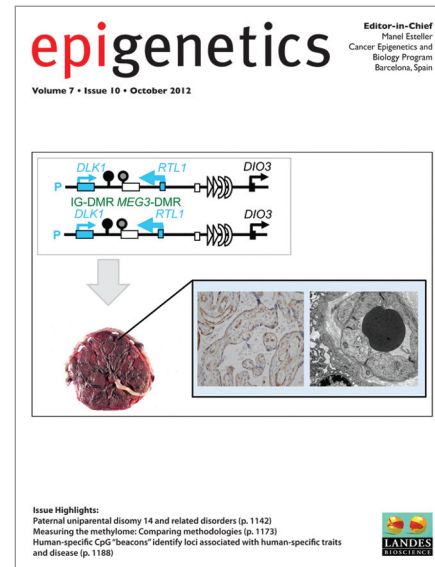 epigenetics
Editor-in-Chief
Manel Esteller
Cancer Epigenetics and
Biology Program
Barcelona, Spain
Volume 7 • Issue 10 • October 2012
DLK1 RTL1 DIO3
P
IG-DMR MEG3-DMR
DLK1 RTL1 DIO3
P
Issue Highlights:
Paternal uniparental disomy 14 and related disorders (p. 1142)
Measuring the methylome: Comparing methodologies (p. 1173)
Human-specific CpG "beacons" identify loci associated with human-specific traits
and disease (p. 1188)
LANDES
BIOSCIENCE